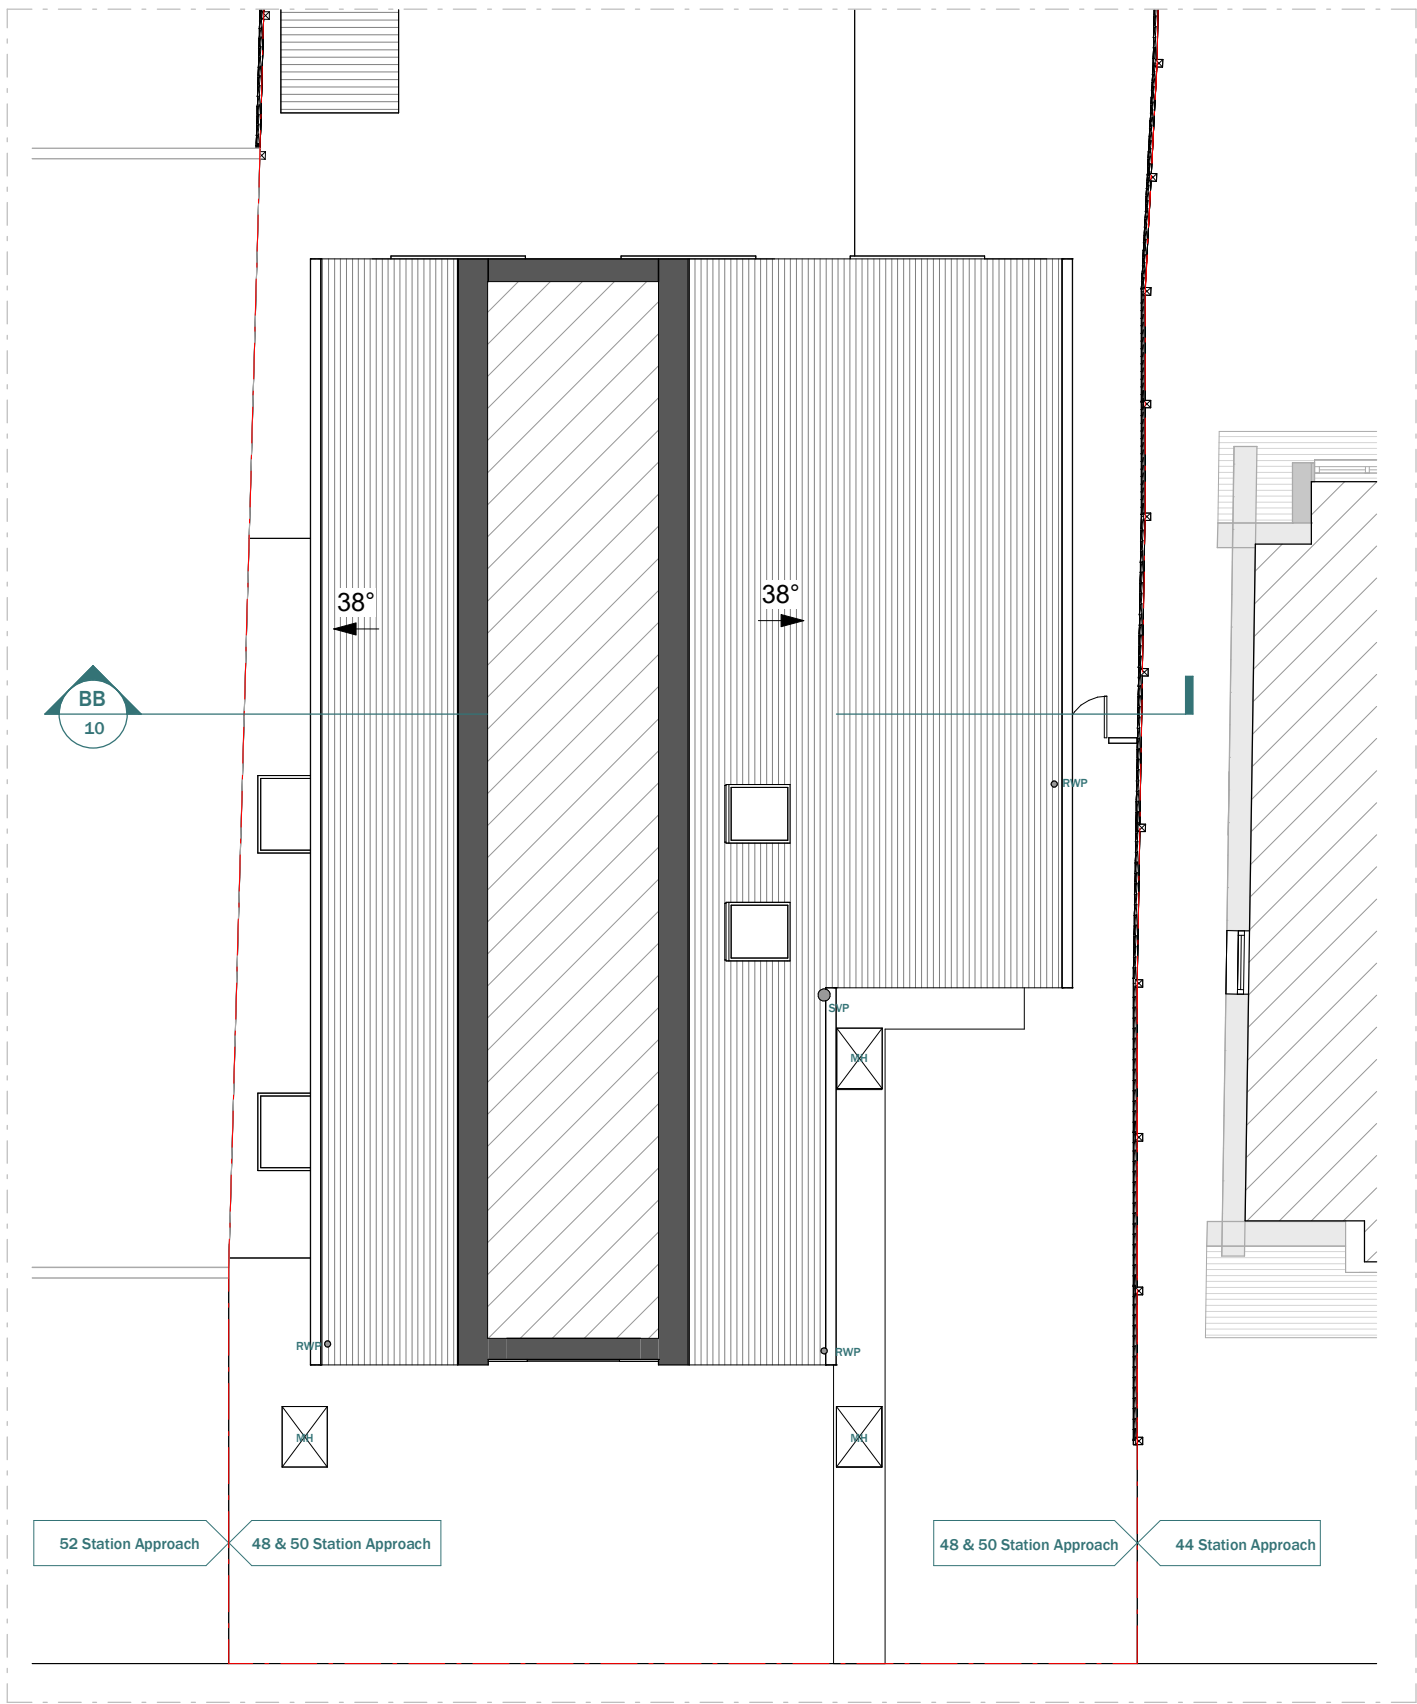 38°
38°
BB
10
RWP
SVP
MH
RWP
RWP
MH
MH
52 Station Approach
48 & 50 Station Approach
48 & 50 Station Approach
44 Station Approach